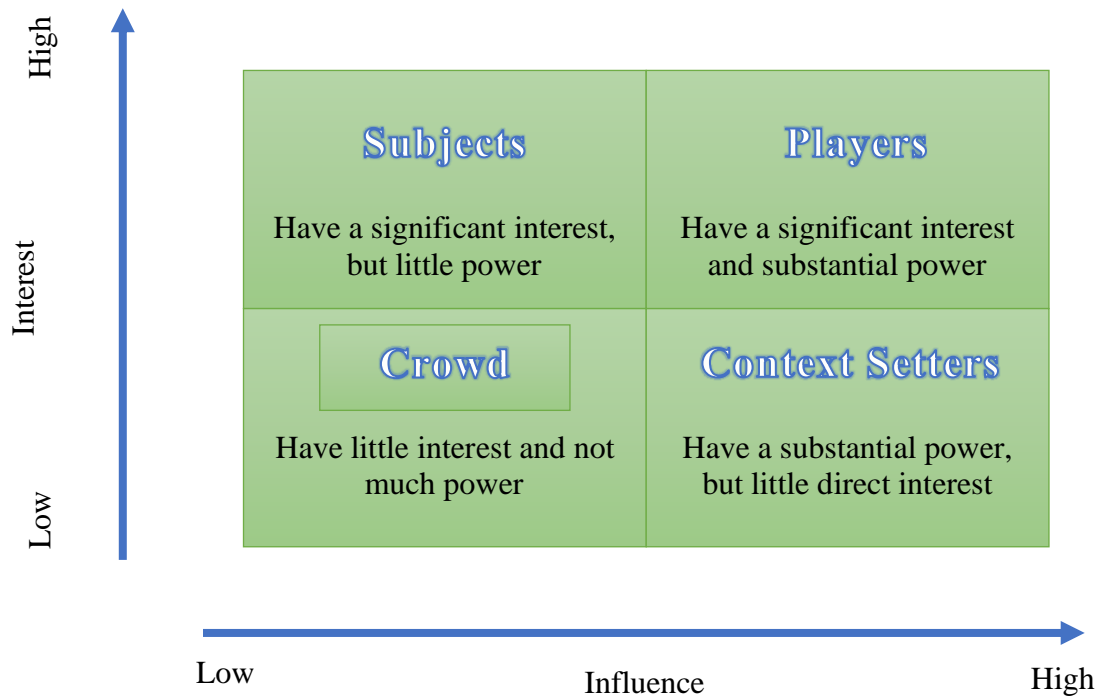 High
Interest
Low
Subjects
Have a significant interest,
but little power
Players
Have a significant interest
and substantial power
Crowd
Have little interest and not
much power
Context Setters
Have a substantial power,
but little direct interest
Low
Influence
High